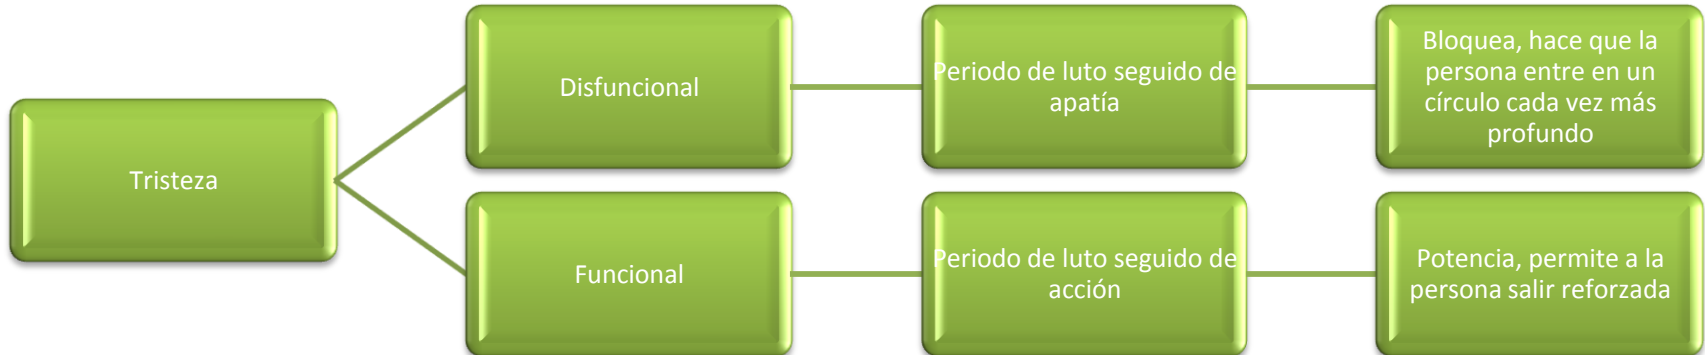 Tristeza
Disfuncional
Periodo de luto seguido de
apatía
Bloquea, hace que la
persona entre en un
círculo cada vez más
profundo
Funcional
Periodo de luto seguido de
acción
Potencia, permite a la
persona salir reforzada